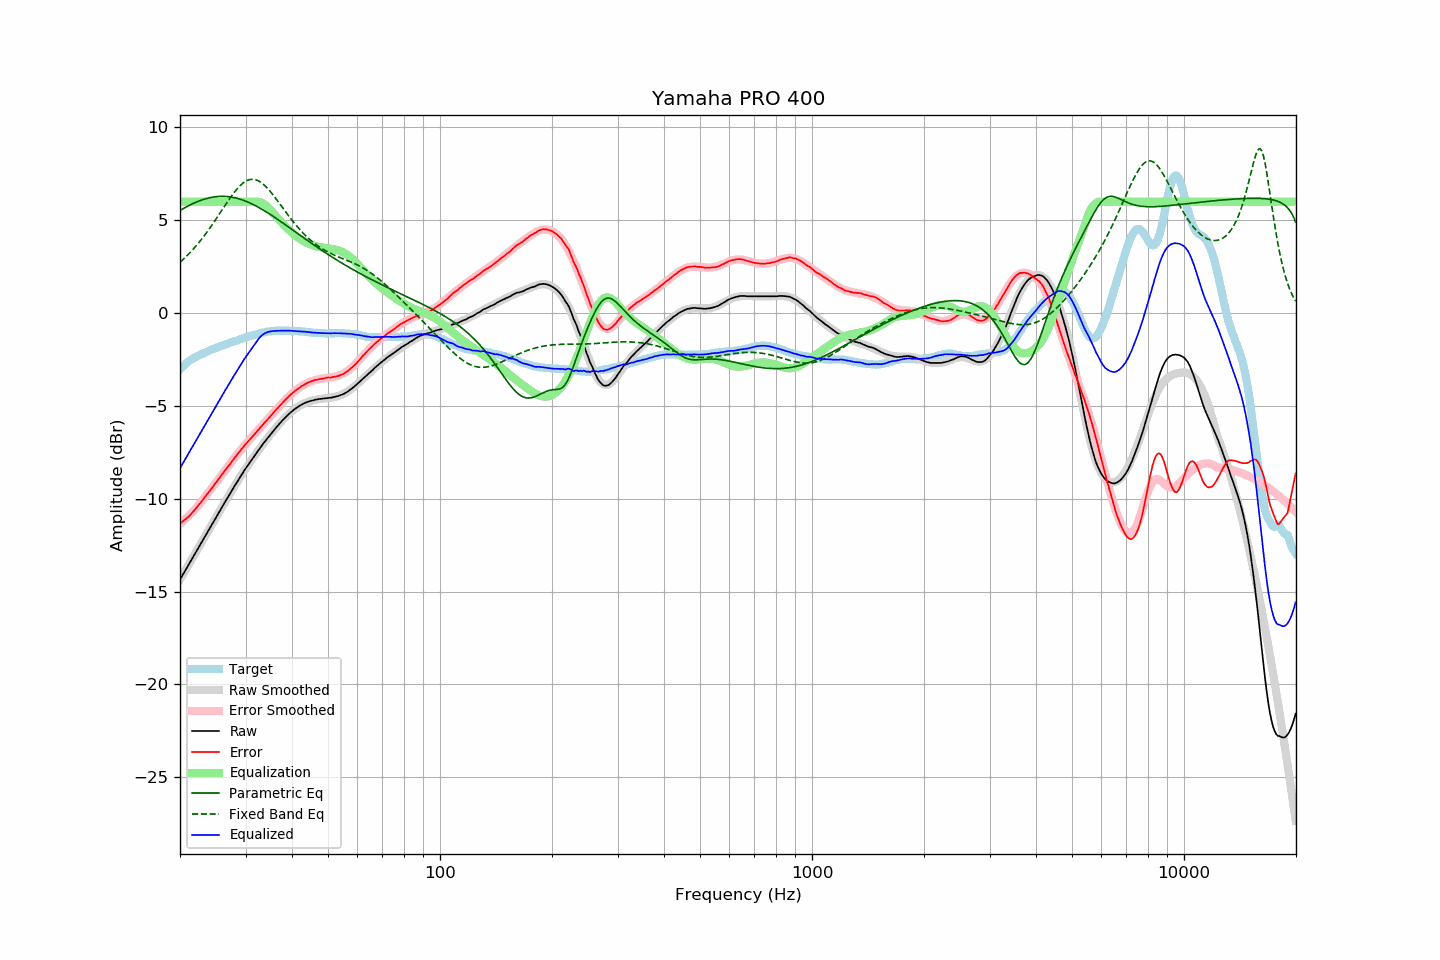 Yamaha PRO 400
10
5
0
−5
−10
−15
−20
−25
Amplitude (dBr)
Target
Raw Smoothed
Error Smoothed
Raw
Error
Equalization
Parametric Eq
Fixed Band Eq
Equalized
100
1000
10000
Frequency (Hz)